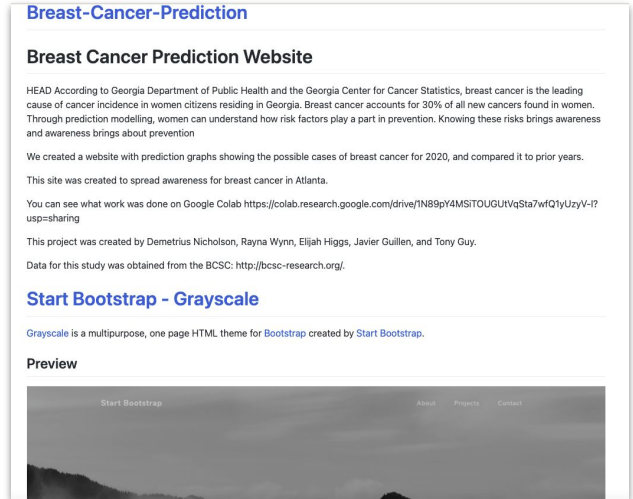 Breast-Cancer-Prediction
Breast Cancer Prediction Website
HEAD According to Georgia Department of Public Health and the Georgia Center for Cancer Statistics, breast cancer is the leading
cause of cancer incidence in women citizens residing in Georgia. Breast cancer accounts for 30% of all new cancers found in women.
Through prediction modelling, women can understand how risk factors play a part in prevention. Knowing these risks brings awareness
and awareness brings about prevention
We created a website with prediction graphs showing the possible cases of breast cancer for 2020, and compared it to prior years.
This site was created to spread awareness for breast cancer in Atlanta.
You can see what work was done on Google Colab https://colab.research.google.com/drive/1N89pY4MSiTOUGUtVqSta7wfQ1yUzyV-l?
usp=sharing
This project was created by Demetrius Nicholson, Rayna Wynn, Elijah Higgs, Javier Guillen, and Tony Guy.
Data for this study was obtained from the BCSC: http://bcsc-research.org/.
Start Bootstrap - Grayscale
Grayscale is a multipurpose, one page HTML theme for Bootstrap created by Start Bootstrap.
Preview
Start Bootstrap About Projects Contact